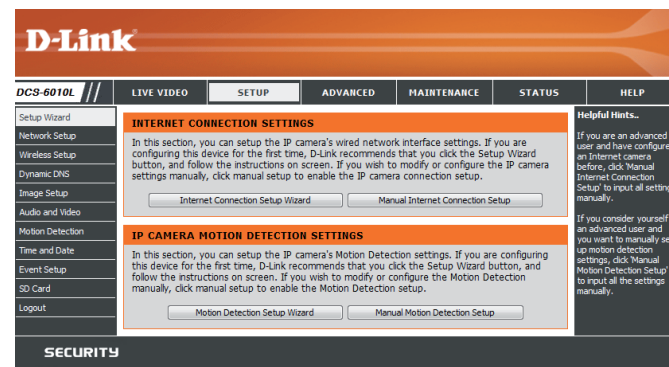 D-Link
DCS-6010L
LIVE VIDEO SETUP ADVANCED MAINTENANCE STATUS HELP
Setup Wizard
Network Setup
Wireless Setup
Dynamic DNS
Image Setup
Audio and Video
Motion Detection
Time and Date
Event Setup
SD Card
Logout
INTERNET CONNECTION SETTINGS
In this section, you can setup the IP camera's wired network interface settings. If you are
configuring this device for the first time, D-Link recommends that you click the Setup Wizard
button, and follow the instructions on screen. If you wish to modify or configure the IP camera
settings manually, click manual setup to enable the IP camera connection setup.
Internet Connection Setup Wizard Manual Internet Connection Setup
IP CAMERA MOTION DETECTION SETTINGS
In this section, you can setup the IP camera's Motion Detection settings. If you are configuring
this device for the first time, D-Link recommends that you click the Setup Wizard button, and
follow the instructions on screen. If you wish to modify or configure the Motion Detection
manually, click manual setup to enable the Motion Detection setup.
Motion Detection Setup Wizard Manual Motion Detection Setup
Helpful Hints..
If you are an advanced
user and have configure
an Internet camera
before, click 'Manual
Internet Connection
Setup' to input all setting
manually.
If you consider yourself
an advanced user and
you want to manually se
up motion detection
settings, click 'Manual
Motion Detection Setup'
to input all the settings
manually.
SECURITY